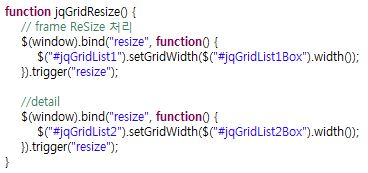 function jqGridResize() {
// frame ReSize 처리
$(window).bind("resize", function() {
$("#jqGridList1").setGridWidth($("#jqGridList1Box").width());
}).trigger("resize");
//detail
$(window).bind("resize", function() {
$("#jqGridList2").setGridWidth($("#jqGridList2Box").width());
}).trigger("resize");
}